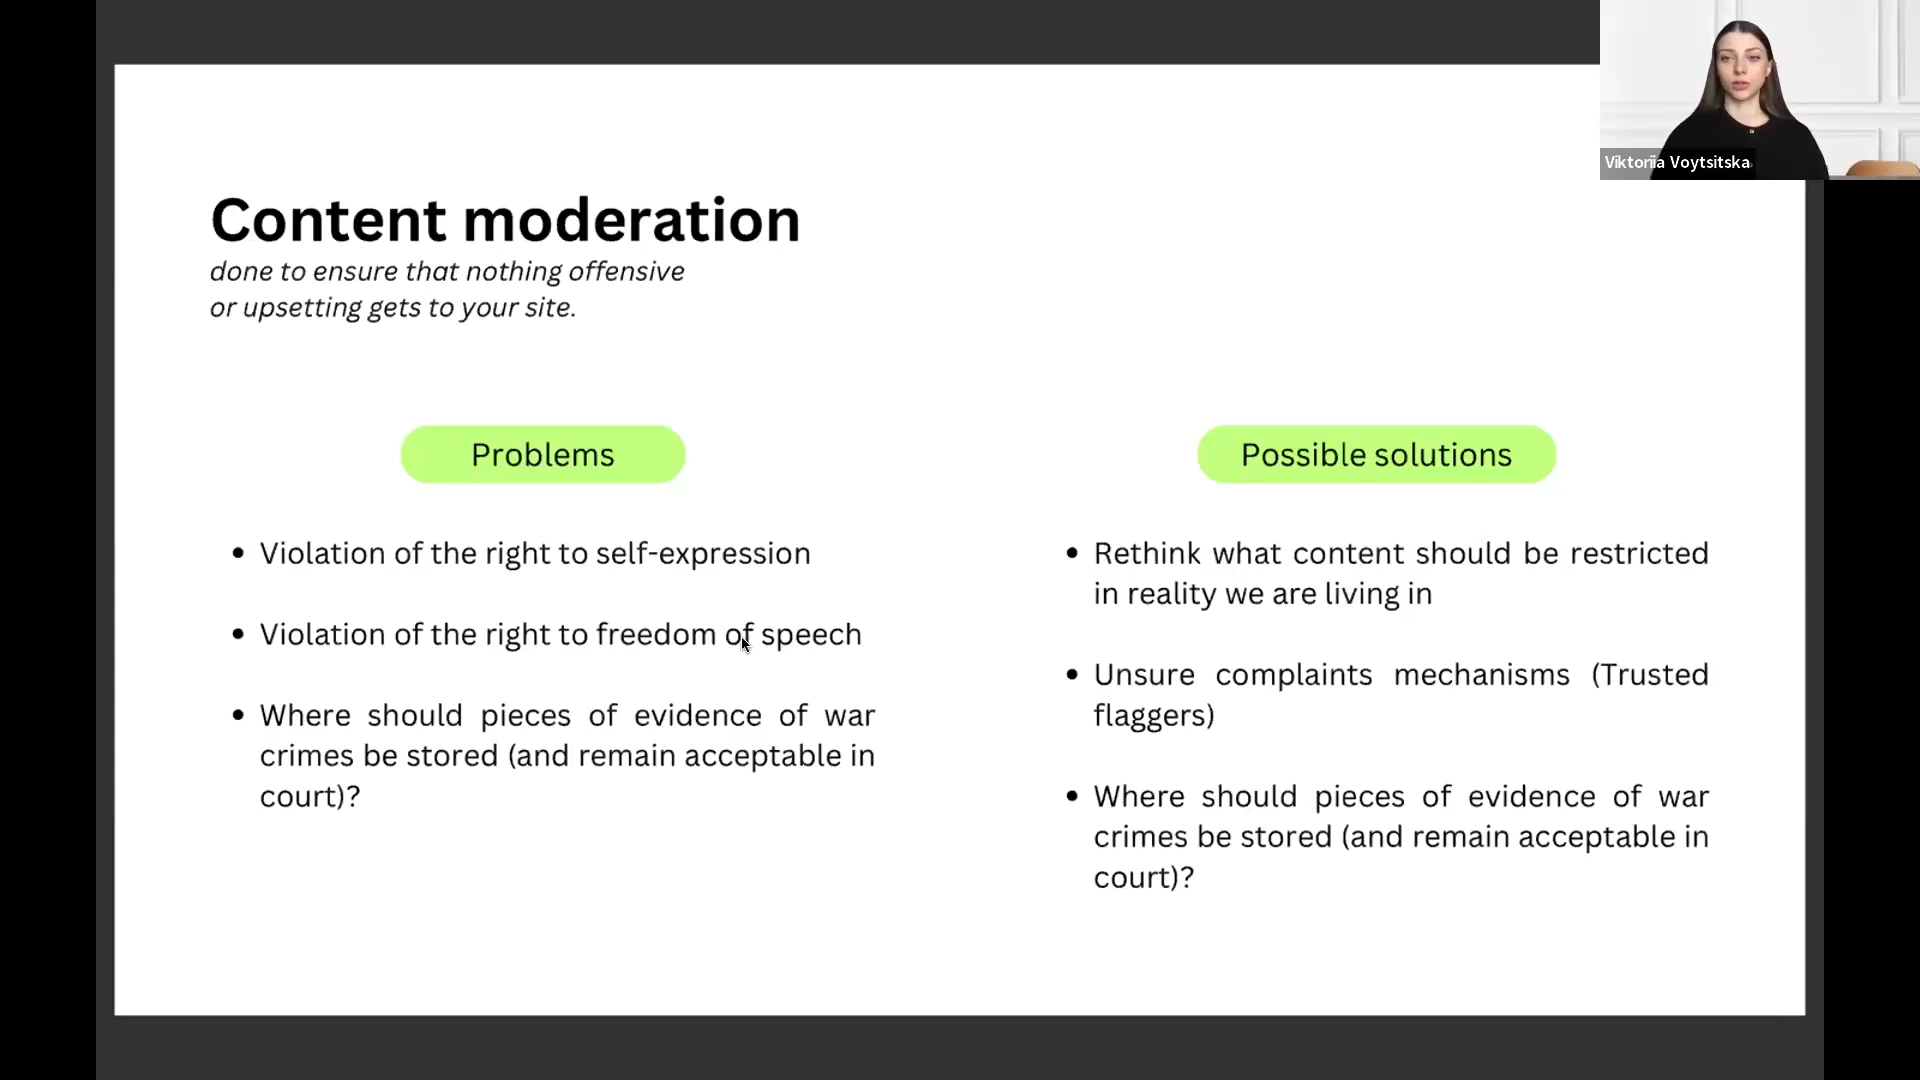 Viktoriia Voytsitska
Content moderation
done to ensure that nothing offensive
or upsetting gets to your site.
Problems
• Violation of the right to self-expression
• Violation of the right to freedom of speech
• Where should pieces of evidence of war
crimes be stored (and remain acceptable in
court)?
Possible solutions
• Rethink what content should be restricted
in reality we are living in
• Unsure complaints mechanisms (Trusted
flaggers)
• Where should pieces of evidence of war
crimes be stored (and remain acceptable in
court)?